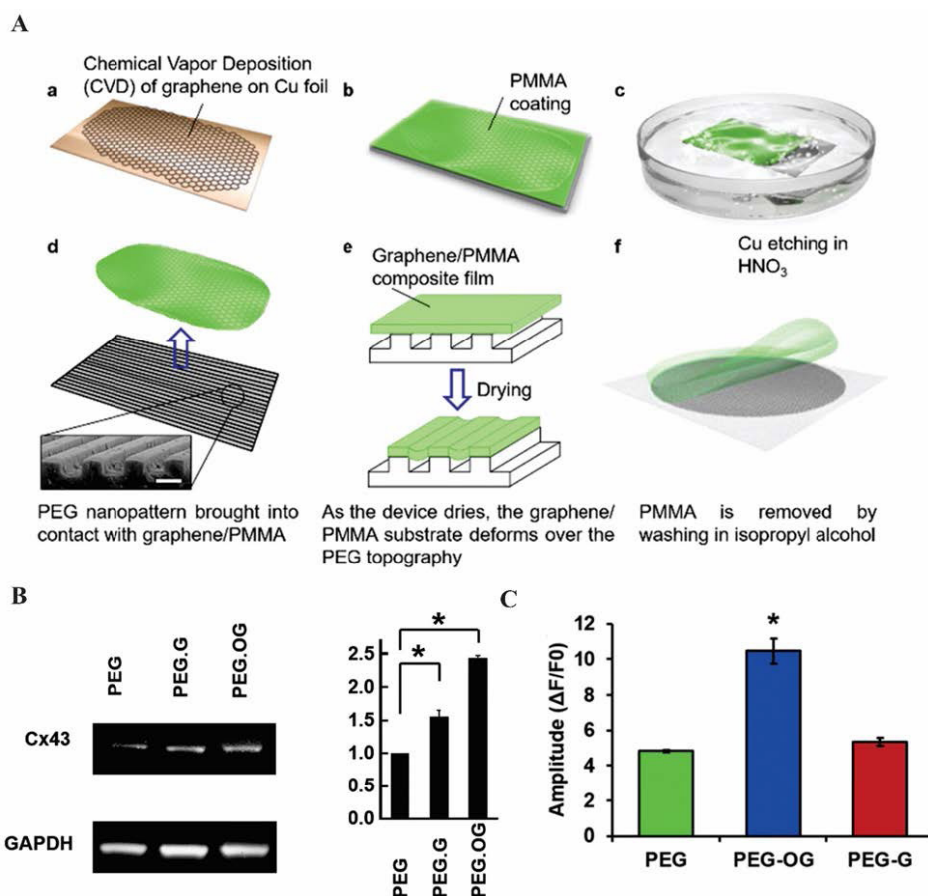 A
a
Chemical Vapor Deposition
(CVD) of graphene on Cu foil
b
PMMA
coating
c
Cu etching in
HNO₃
d
e
Graphene/PMMA
composite film
Drying
f
PEG nanopattern brought into
contact with graphene/PMMA
As the device dries, the graphene/
PMMA substrate deforms over the
PEG topography
PMMA is removed by
washing in isopropyl alcohol
B
PEG
PEG.G
PEG.OG
Cx43
GAPDH
*
*
2.5
2.0
1.5
1.0
0.5
0.0
PEG
PEG.G
PEG.OG
C
Amplitude (ΔF/F0)
12
10
8
6
4
2
0
*
PEG
PEG-OG
PEG-G